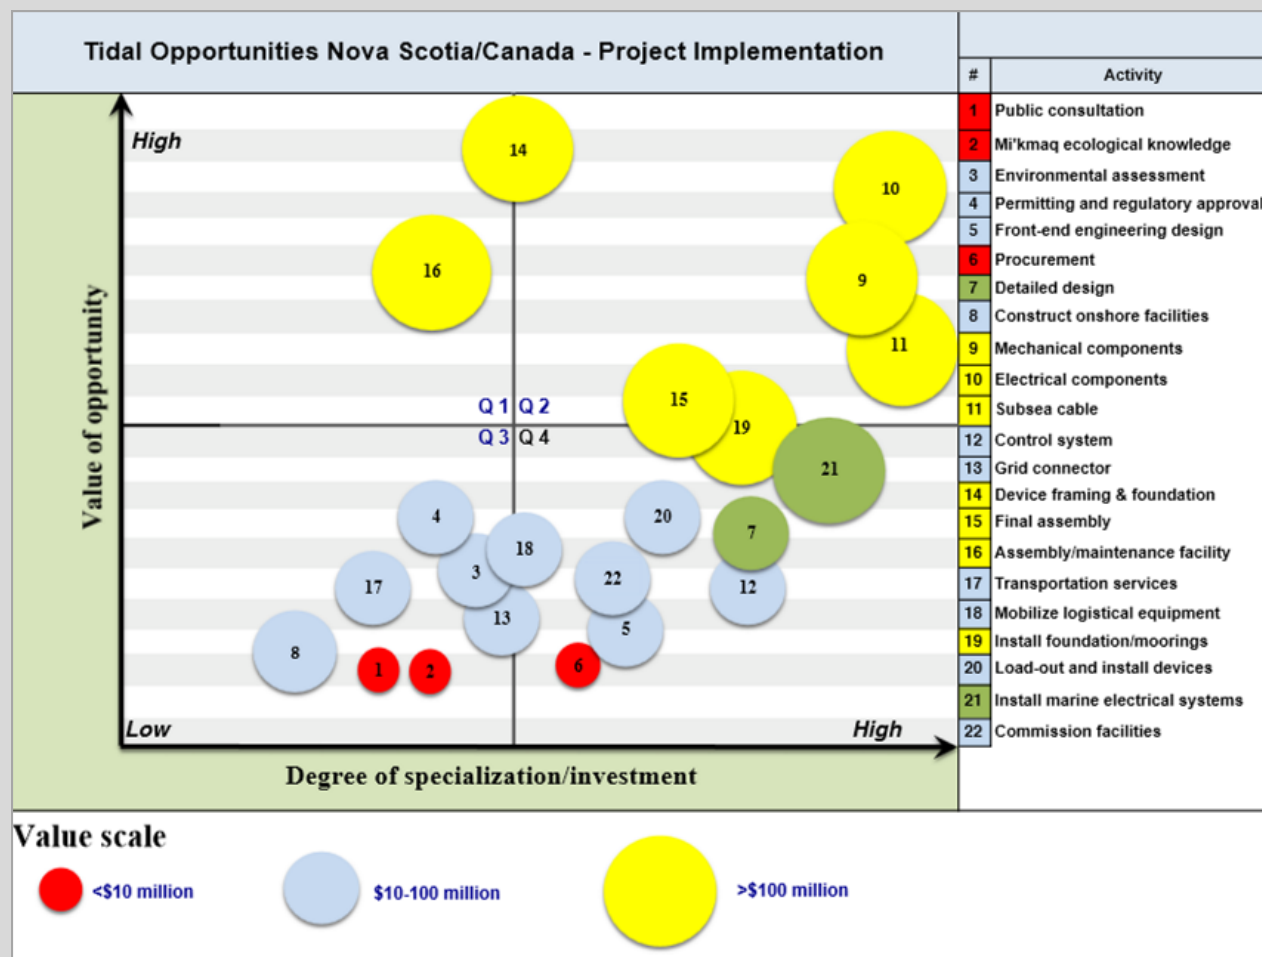 Tidal Opportunities Nova Scotia/Canada - Project Implementation
# Activity
1 Public consultation
2 Mi'kmaq ecological knowledge
3 Environmental assessment
4 Permitting and regulatory approval
5 Front-end engineering design
6 Procurement
7 Detailed design
8 Construct onshore facilities
9 Mechanical components
10 Electrical components
11 Subsea cable
12 Control system
13 Grid connector
14 Device framing & foundation
15 Final assembly
16 Assembly/maintenance facility
17 Transportation services
18 Mobilize logistical equipment
19 Install foundation/moorings
20 Load-out and install devices
21 Install marine electrical systems
22 Commission facilities
Value of opportunity
High
14
10
16
9
11
15
19
Q 1 Q 2
Q 3 Q 4
21
4
20
7
18
3
22
17
12
13
5
8
1
2
6
Low
High
Degree of specialization/investment
Value scale
<$10 million
$10-100 million
>$100 million